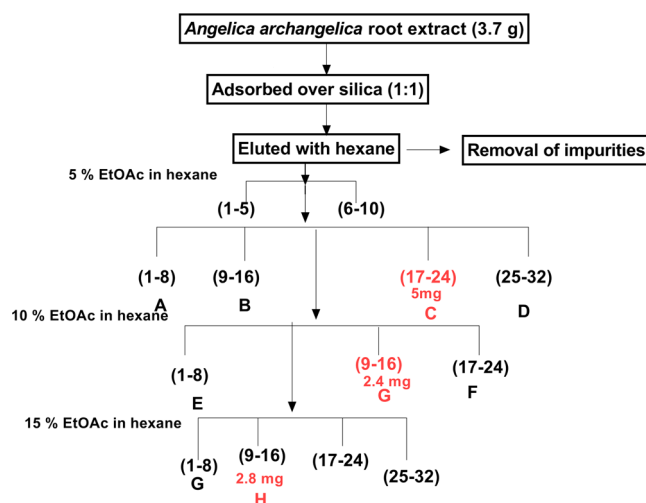 Angelica archangelica root extract (3.7 g)
Adsorbed over silica (1:1)
Eluted with hexane
Removal of impurities
5 % EtOAc in hexane
(1-5)
(6-10)
(1-8)
(9-16)
(17-24)
(25-32)
5mg
A
B
C
D
10 % EtOAc in hexane
(1-8)
(9-16)
(17-24)
2.4 mg
E
G
F
15 % EtOAc in hexane
(1-8)
(9-16)
(17-24)
(25-32)
G
2.8 mg
H